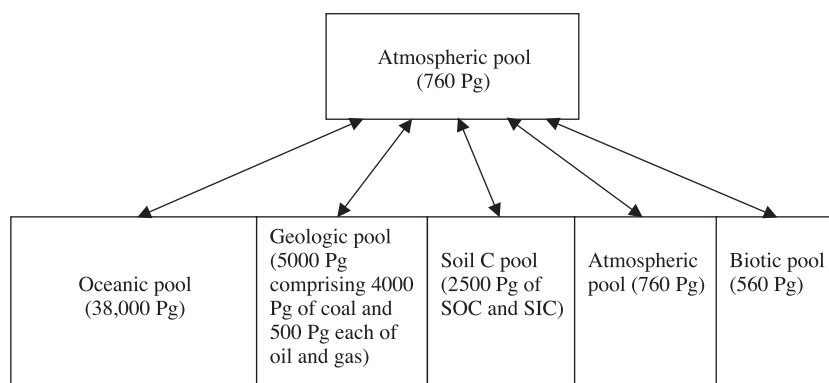 Atmospheric pool
(760 Pg)
Oceanic pool
(38,000 Pg)
Geologic pool
(5000 Pg
comprising 4000
Pg of coal and
500 Pg each of
oil and gas)
Soil C pool
(2500 Pg of
SOC and SIC)
Atmospheric
pool (760 Pg)
Biotic pool
(560 Pg)